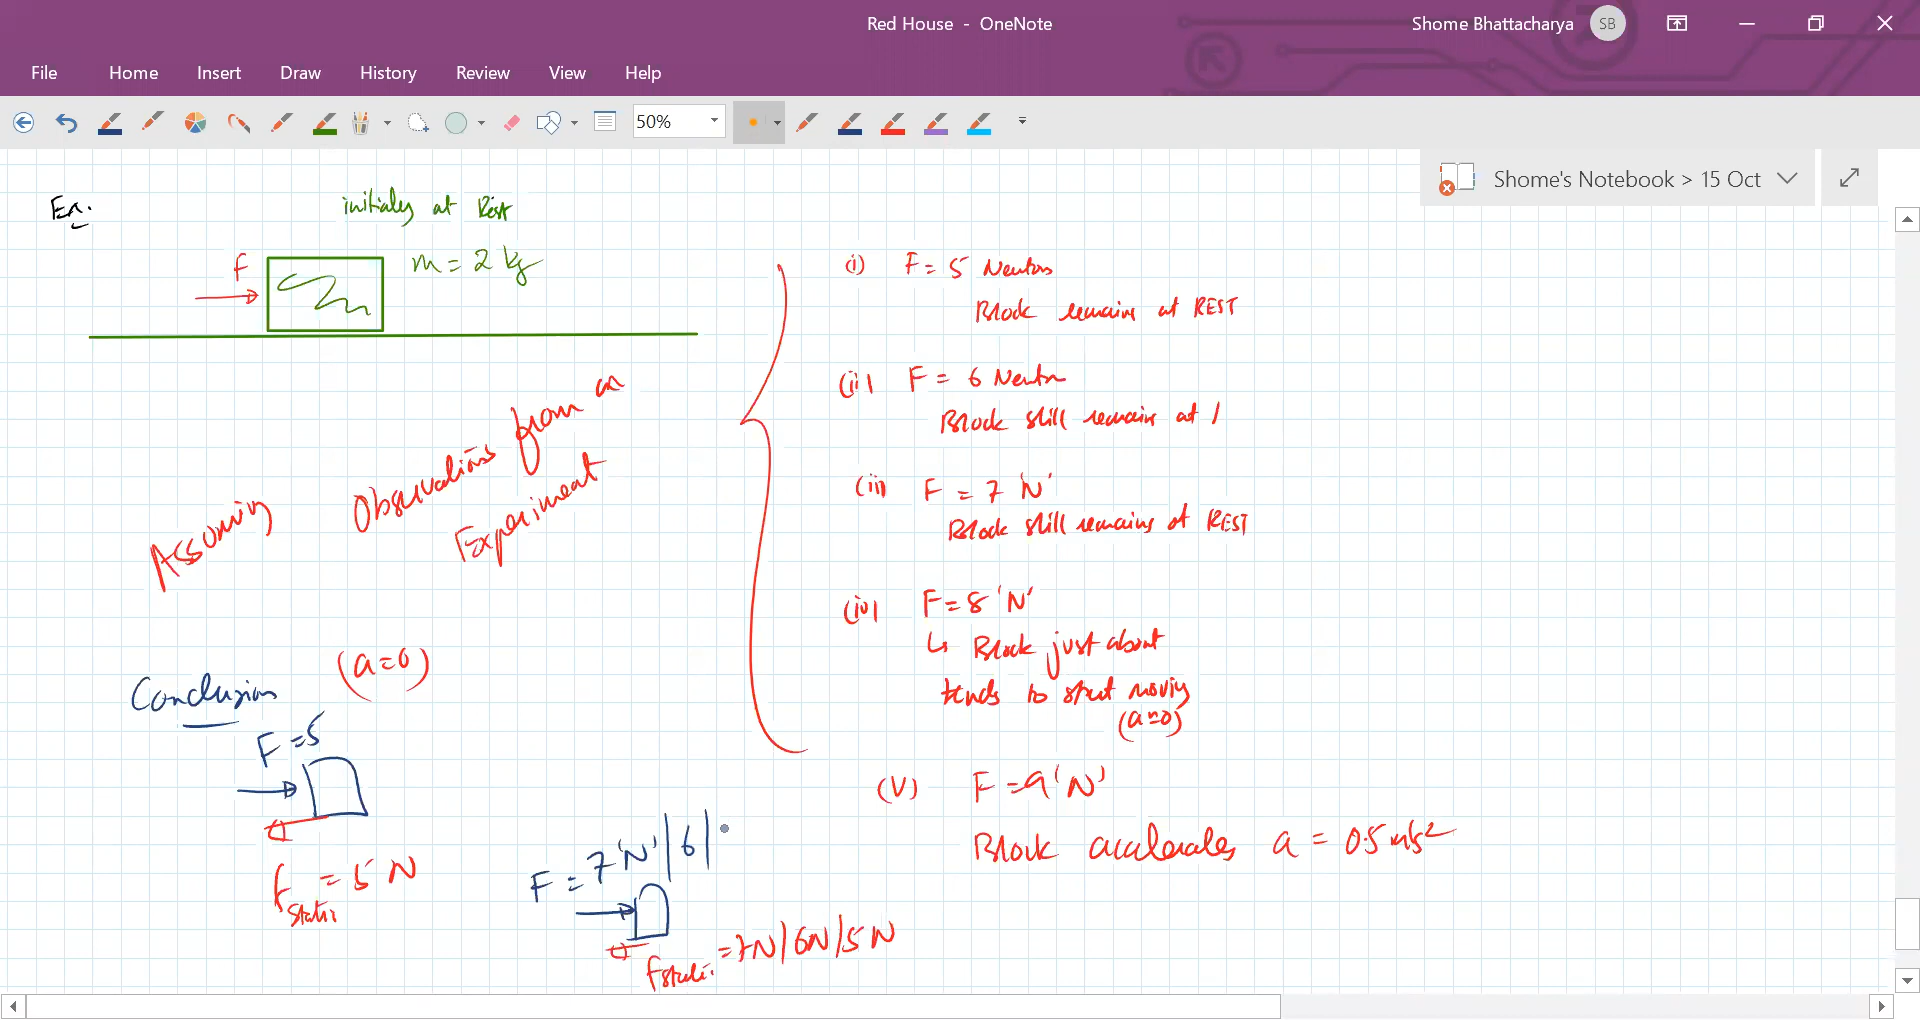 Red House - OneNote
Shome Bhattacharya SB
File Home Insert Draw History Review View Help
50%
Shome's Notebook > 15 Oct
Ex.
initialy at Rest
F
m = 2 kg
Assuming Observations from an
Experiment
(i) F = 5 Newtons
Block remains at REST
(ii) F = 6 Newton
Block still remains at
(iii) F = 7 'N'
Block still remains at REST
(iv) F = 8 'N'
↳ Block just about
tends to start moving
(a=0)
(V) F = 9 'N'
Block accelerates a = 0.5 m/s²
Conclusion (a=0)
F = 5
f static = 5 N
F = 7 'N' | 6 |
f static = 7N | 6N | 5N